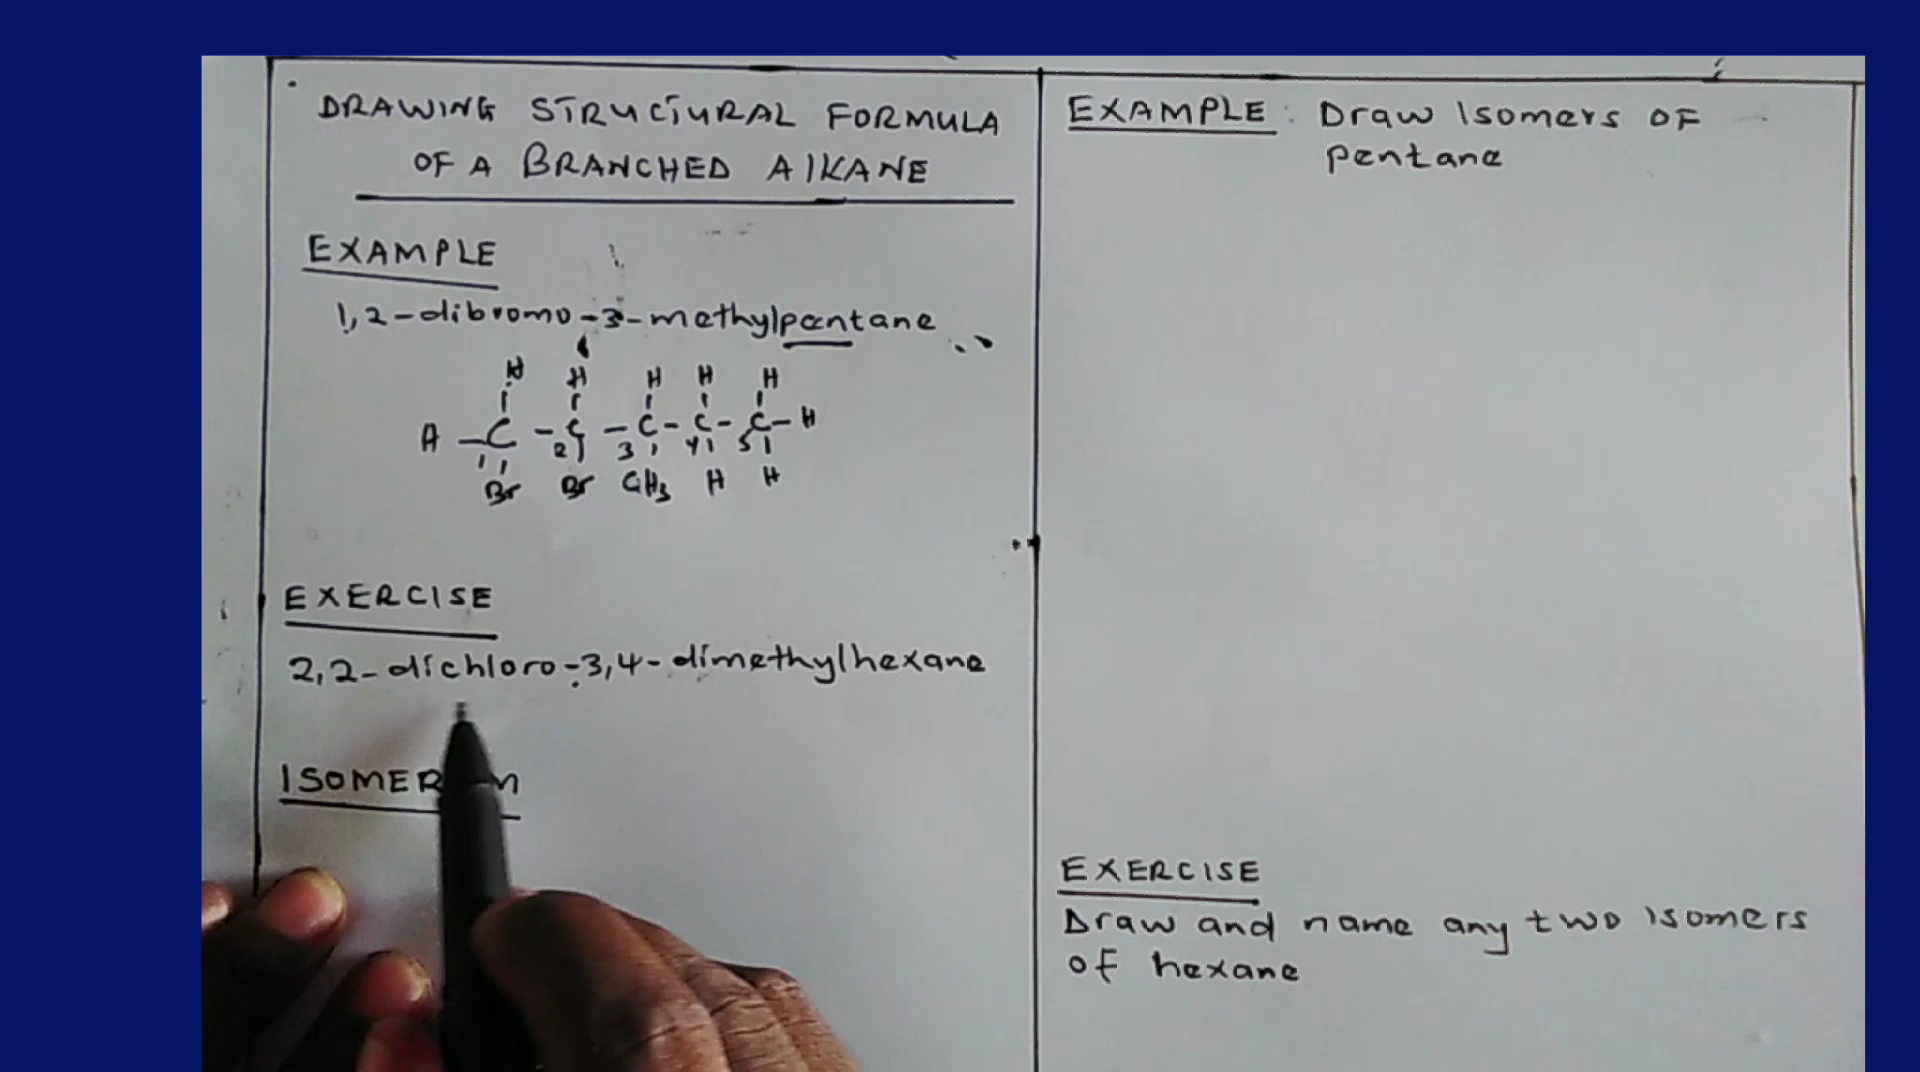 DRAWING STRUCTURAL FORMULA
OF A BRANCHED ALKANE
EXAMPLE
1,2-dibromo-3-methylpentane
H H H H H
H -C -C -C- C- C- H
1 2 3 4 5
Br Br CH3 H H
EXERCISE
2,2-dichloro-3,4-dimethylhexane
EXAMPLE: Draw Isomers OF
pentane
EXERCISE
Draw and name any two isomers
of hexane